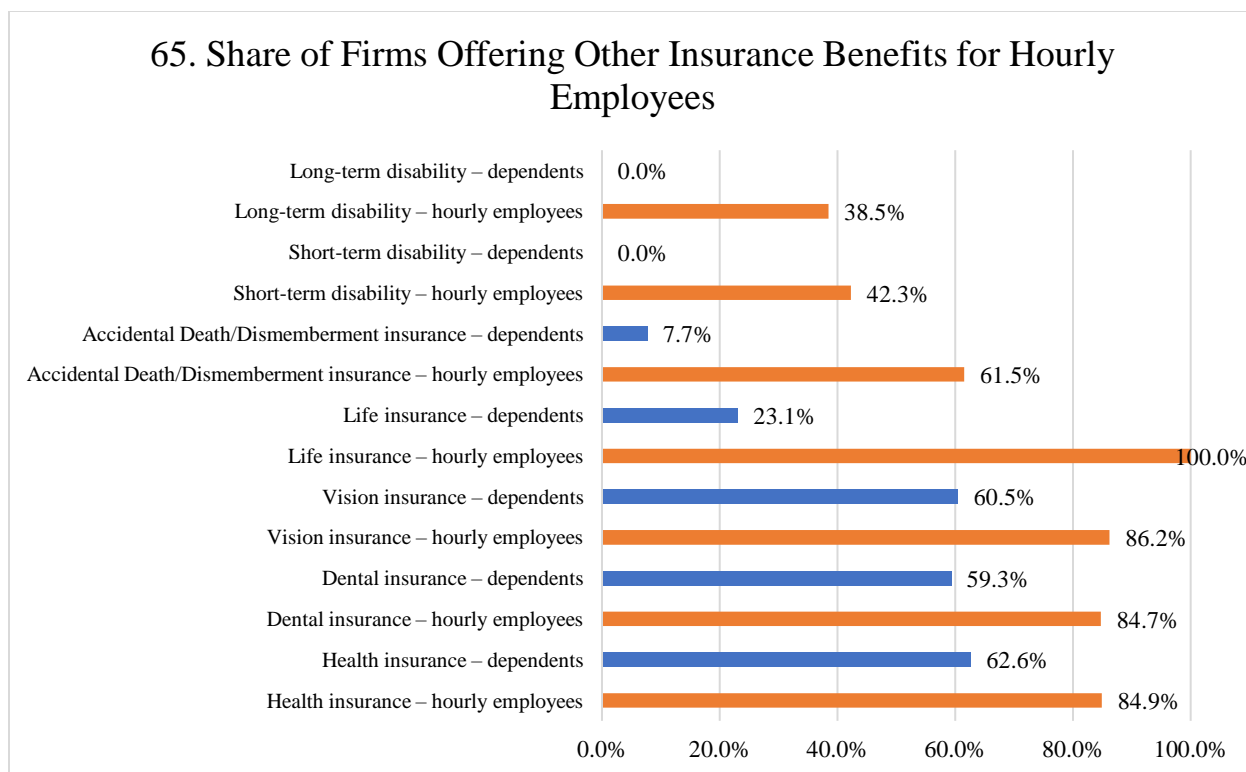 65. Share of Firms Offering Other Insurance Benefits for Hourly
Employees
Long-term disability – dependents 0.0%
Long-term disability – hourly employees 38.5%
Short-term disability – dependents 0.0%
Short-term disability – hourly employees 42.3%
Accidental Death/Dismemberment insurance – dependents 7.7%
Accidental Death/Dismemberment insurance – hourly employees 61.5%
Life insurance – dependents 23.1%
Life insurance – hourly employees 100.0%
Vision insurance – dependents 60.5%
Vision insurance – hourly employees 86.2%
Dental insurance – dependents 59.3%
Dental insurance – hourly employees 84.7%
Health insurance – dependents 62.6%
Health insurance – hourly employees 84.9%
0.0% 20.0% 40.0% 60.0% 80.0% 100.0%